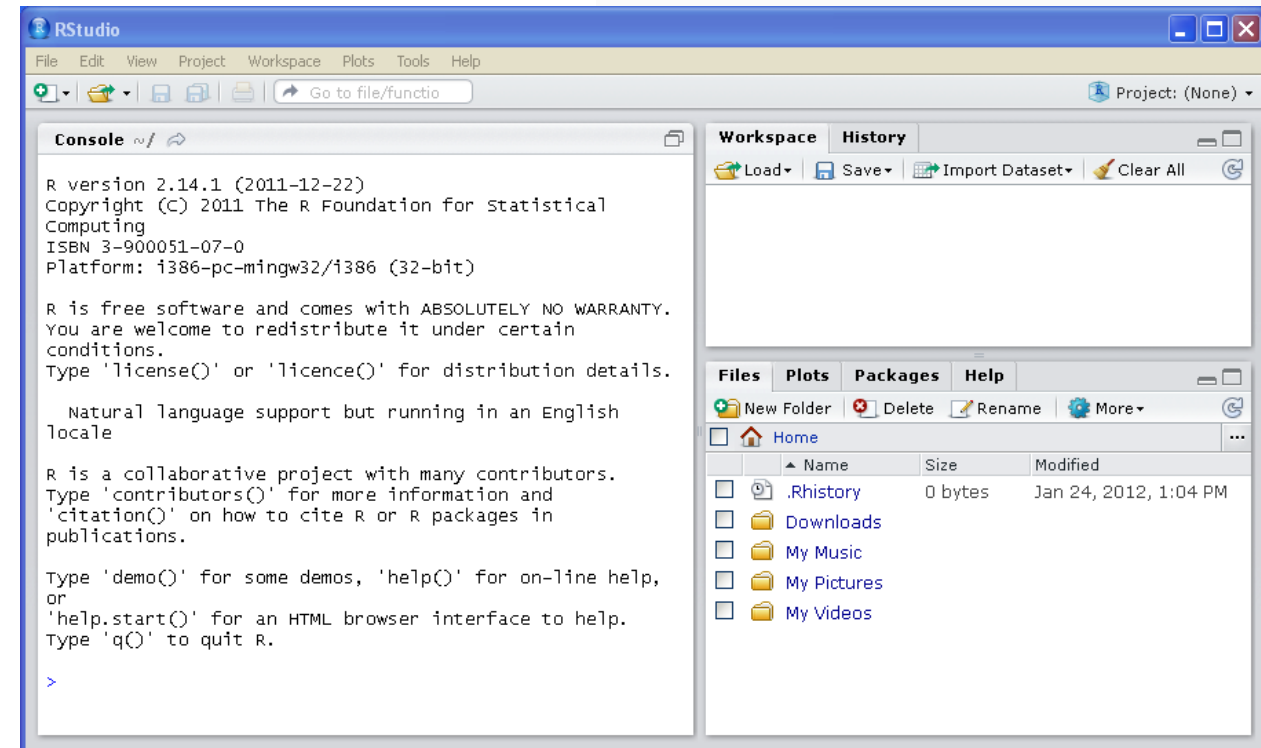 RStudio
File Edit View Project Workspace Plots Tools Help
Go to file/functio
Project: (None)
Console ~/
R version 2.14.1 (2011-12-22)
Copyright (C) 2011 The R Foundation for Statistical
Computing
ISBN 3-900051-07-0
Platform: i386-pc-mingw32/i386 (32-bit)
R is free software and comes with ABSOLUTELY NO WARRANTY.
You are welcome to redistribute it under certain
conditions.
Type 'license()' or 'licence()' for distribution details.
Natural language support but running in an English
locale
R is a collaborative project with many contributors.
Type 'contributors()' for more information and
'citation()' on how to cite R or R packages in
publications.
Type 'demo()' for some demos, 'help()' for on-line help,
or
'help.start()' for an HTML browser interface to help.
Type 'q()' to quit R.
>
Workspace History
Load Save Import Dataset Clear All
Files Plots Packages Help
New Folder Delete Rename More
Home ...
Name Size Modified
.Rhistory 0 bytes Jan 24, 2012, 1:04 PM
Downloads
My Music
My Pictures
My Videos